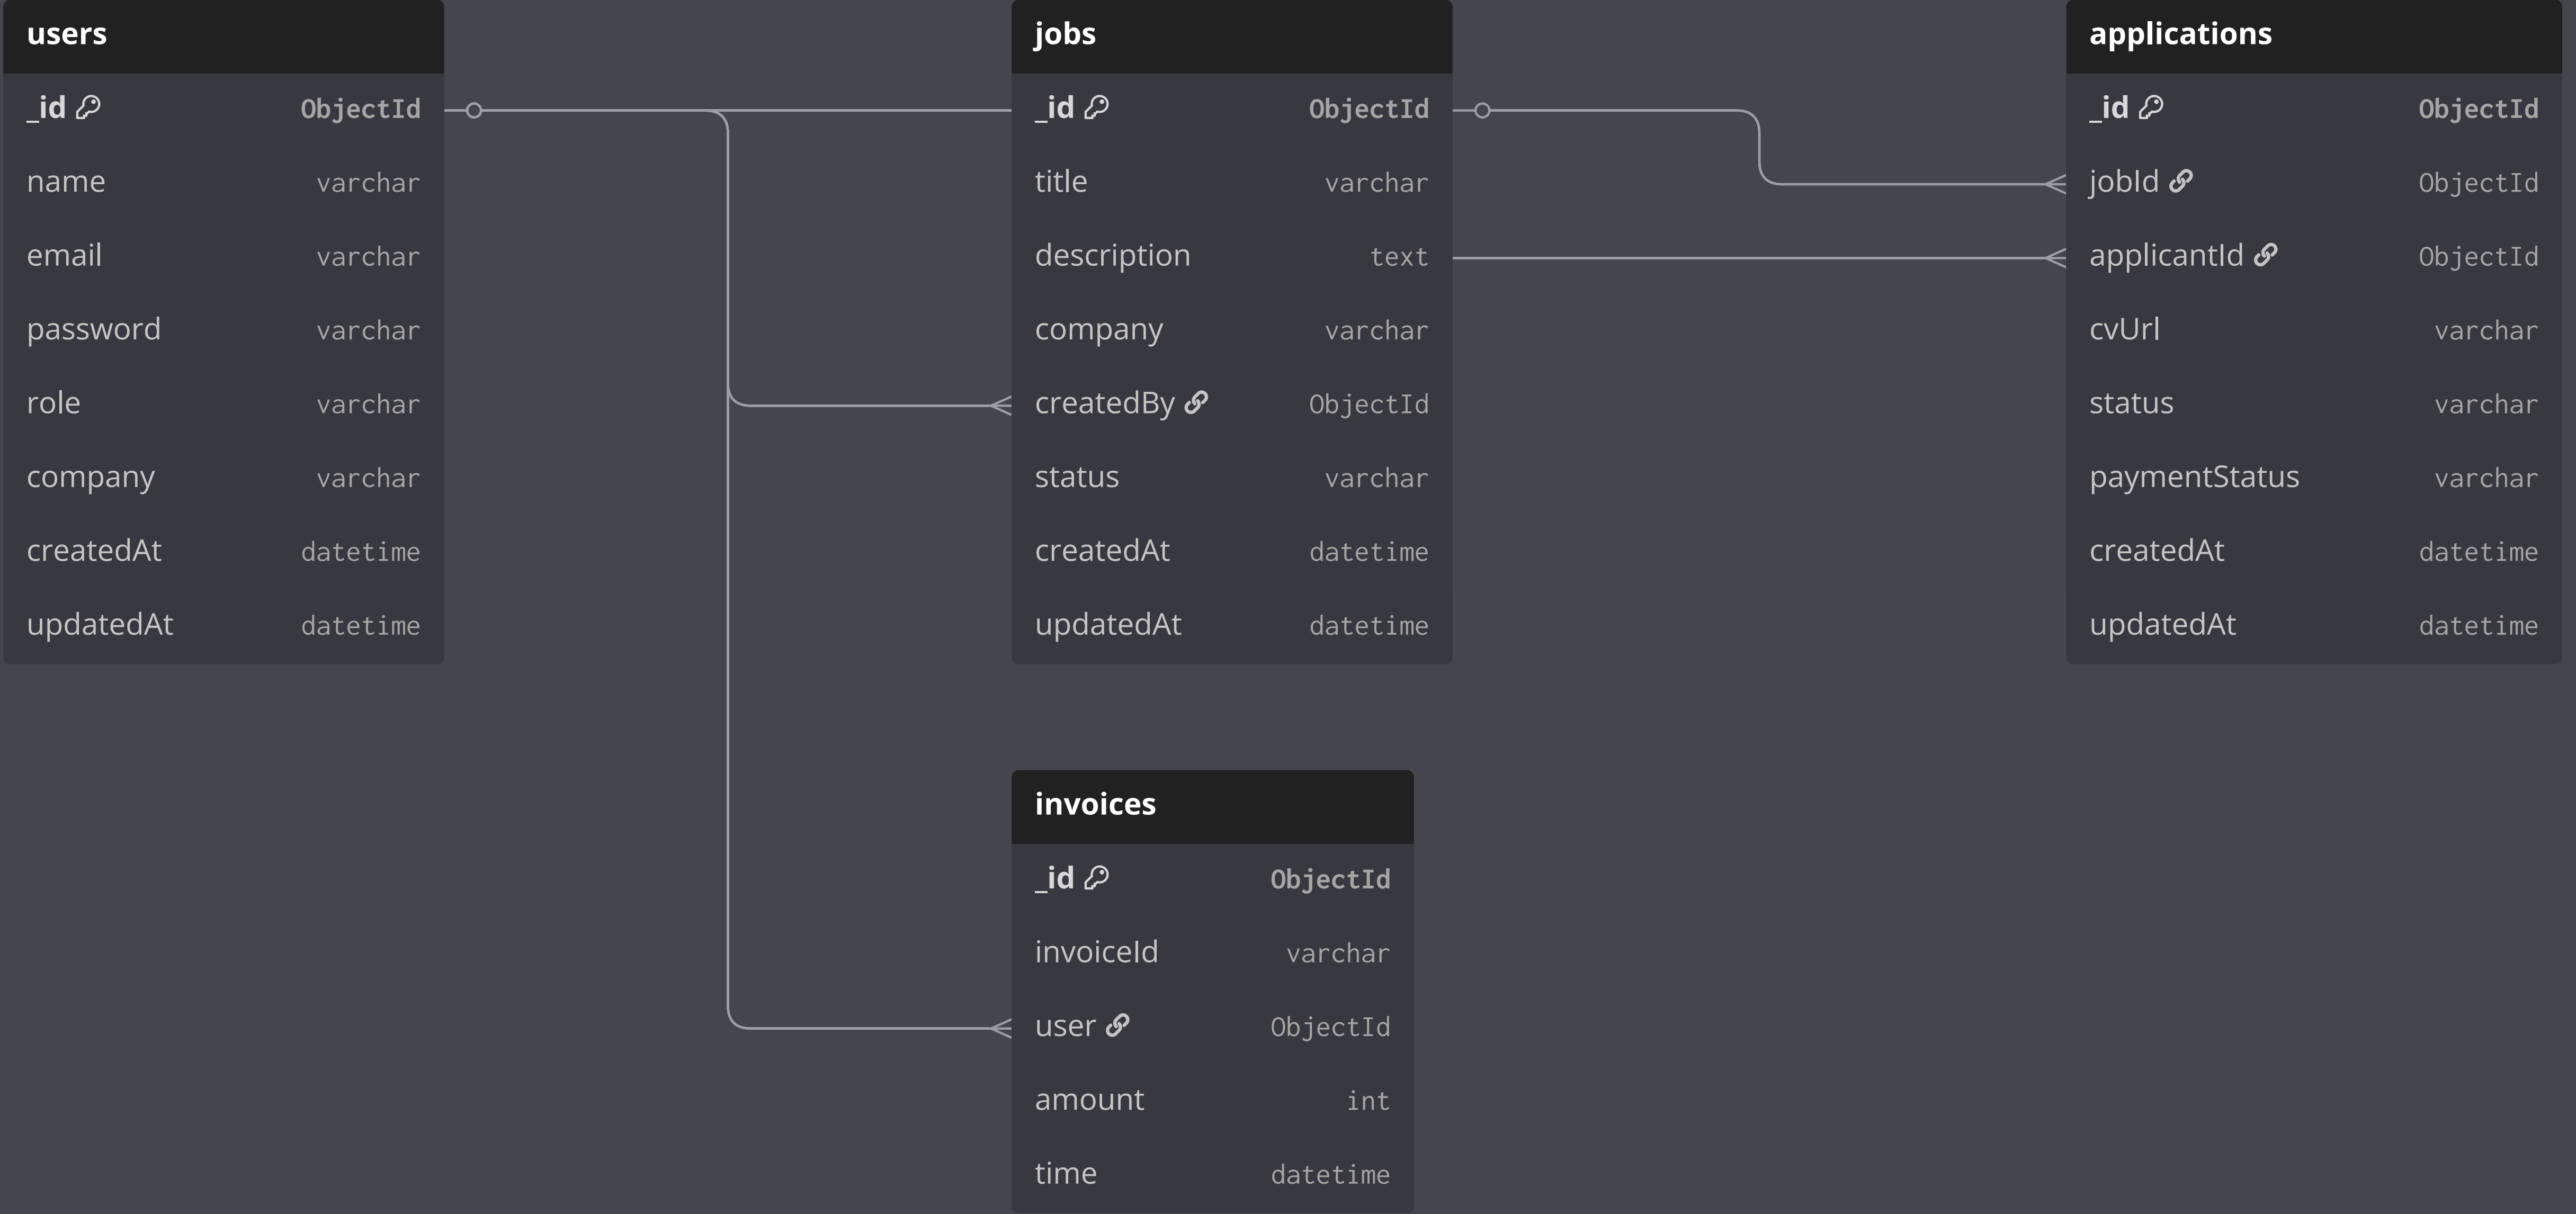 users
_id ObjectId
name varchar
email varchar
password varchar
role varchar
company varchar
createdAt datetime
updatedAt datetime
jobs
_id ObjectId
title varchar
description text
company varchar
createdBy ObjectId
status varchar
createdAt datetime
updatedAt datetime
applications
_id ObjectId
jobId ObjectId
applicantId ObjectId
cvUrl varchar
status varchar
paymentStatus varchar
createdAt datetime
updatedAt datetime
invoices
_id ObjectId
invoiceId varchar
user ObjectId
amount int
time datetime